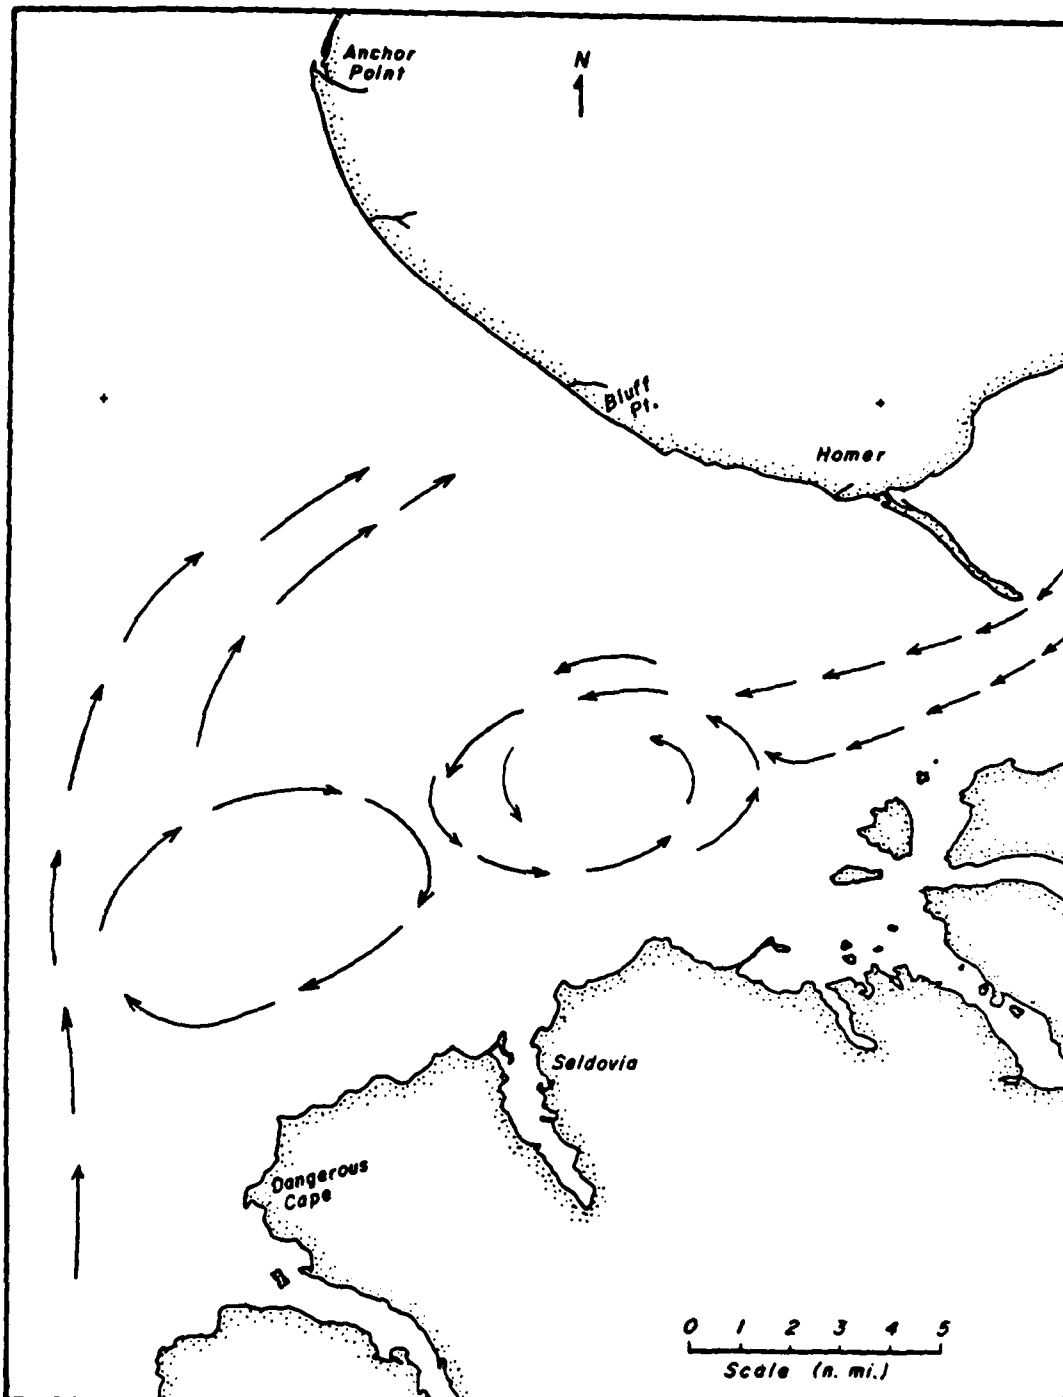 Anchor
Point
N
Bluff
Pt.
Homer
Seldovia
Dangerous
Cape
0 1 2 3 4 5
Scale (n. mi.)